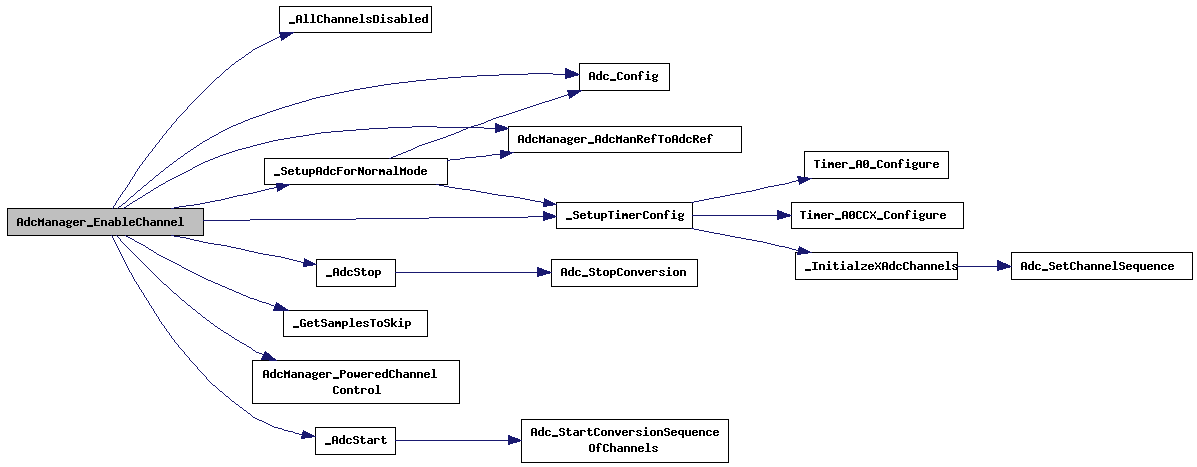 _AllChannelsDisabled
Adc_Config
AdcManager_AdcManRefToAdcRef
_SetupAdcForNormalMode
Timer_A0_Configure
AdcManager_EnableChannel
_SetupTimerConfig
Timer_A0CCX_Configure
_AdcStop
Adc_StopConversion
_InitialzeXAdcChannels
Adc_SetChannelSequence
_GetSamplesToSkip
AdcManager_PoweredChannel
Control
_AdcStart
Adc_StartConversionSequence
OfChannels